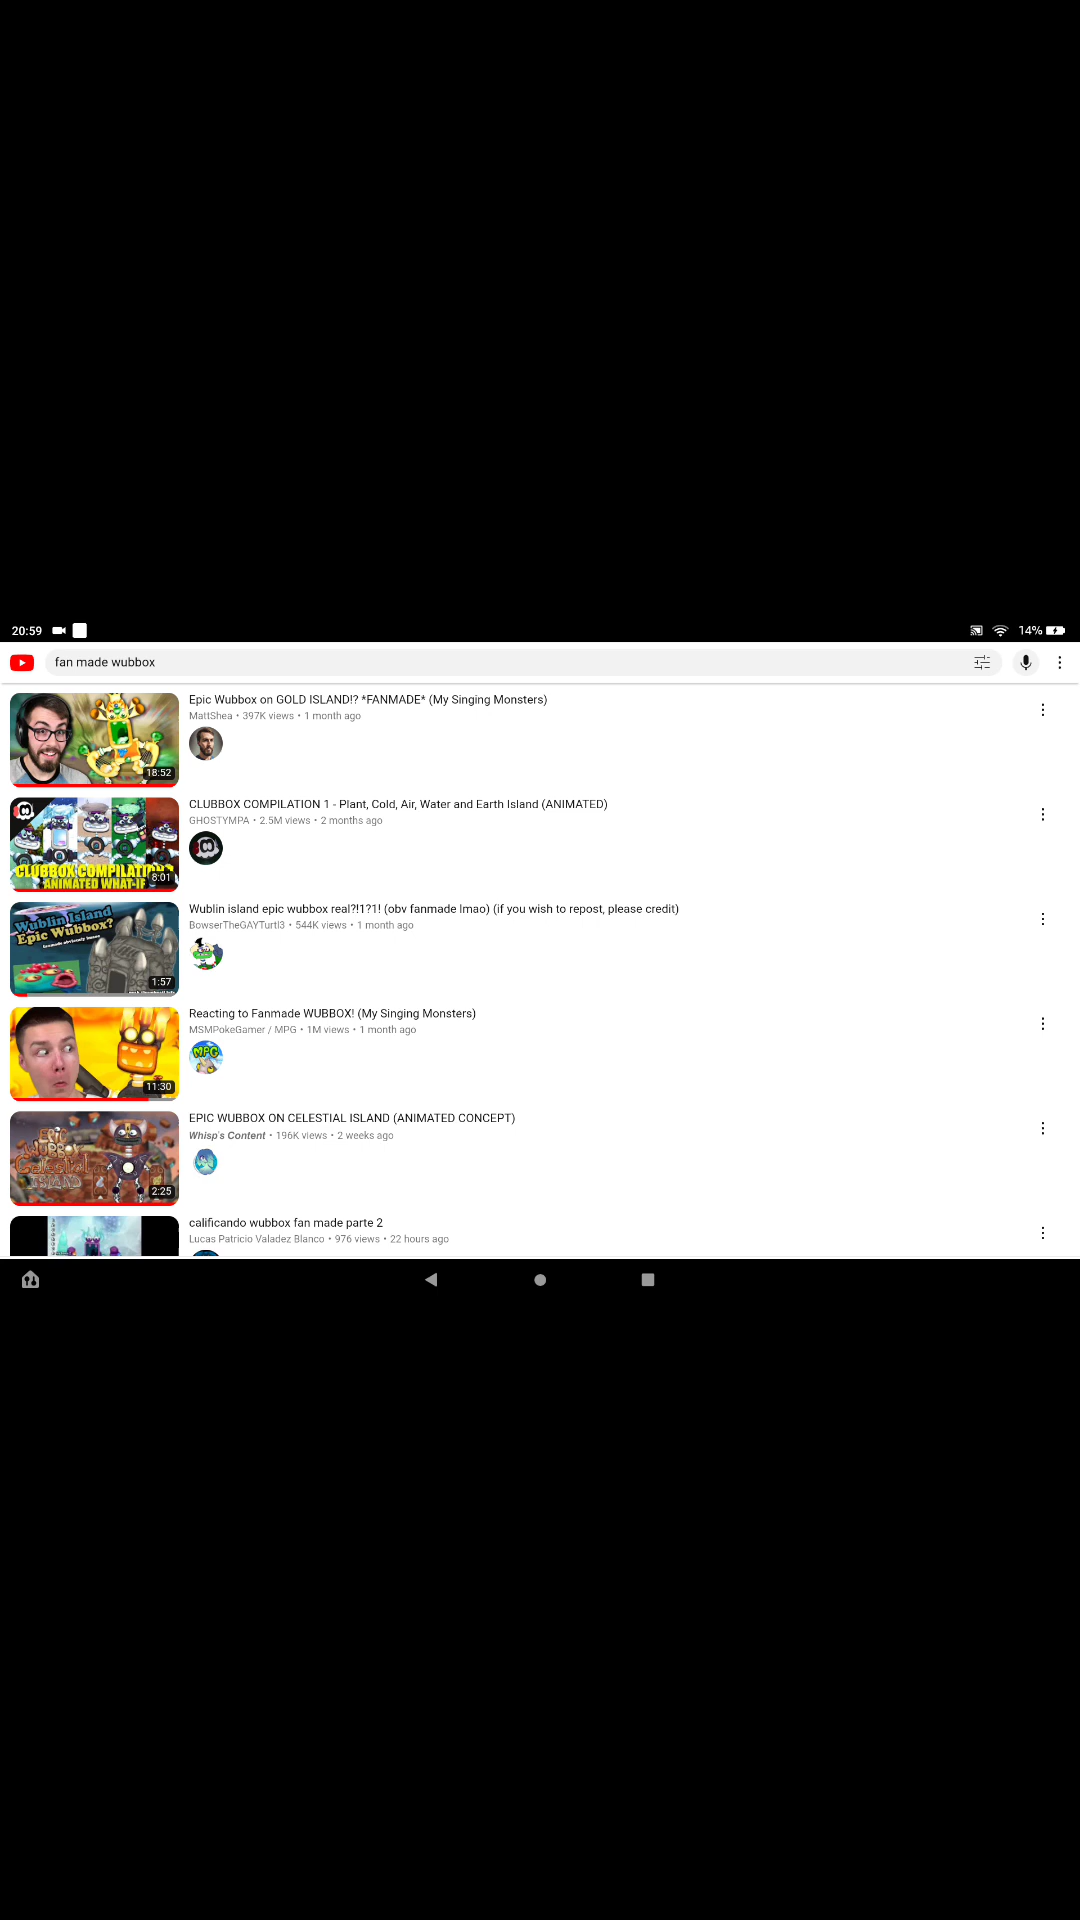 20:59
14%
fan made wubbox
Epic Wubbox on GOLD ISLAND!? *FANMADE* (My Singing Monsters)
MattShea • 397K views • 1 month ago
18:52
CLUBBOX COMPILATION 1 - Plant, Cold, Air, Water and Earth Island (ANIMATED)
GHOSTYMPA • 2.5M views • 2 months ago
CLUBBOX COMPILATION
ANIMATED WHAT-IF
8:01
Wublin island epic wubbox real?!1?1! (obv fanmade lmao) (if you wish to repost, please credit)
BowserTheGAYTurtl3 • 544K views • 1 month ago
Wublin Island
Epic Wubbox?
1:57
Reacting to Fanmade WUBBOX! (My Singing Monsters)
MSMPokeGamer / MPG • 1M views • 1 month ago
MPG
11:30
EPIC WUBBOX ON CELESTIAL ISLAND (ANIMATED CONCEPT)
Whisp's Content • 196K views • 2 weeks ago
EPIC
WUBBOX
Celestial
ISLAND
2:25
calificando wubbox fan made parte 2
Lucas Patricio Valadez Blanco • 976 views • 22 hours ago